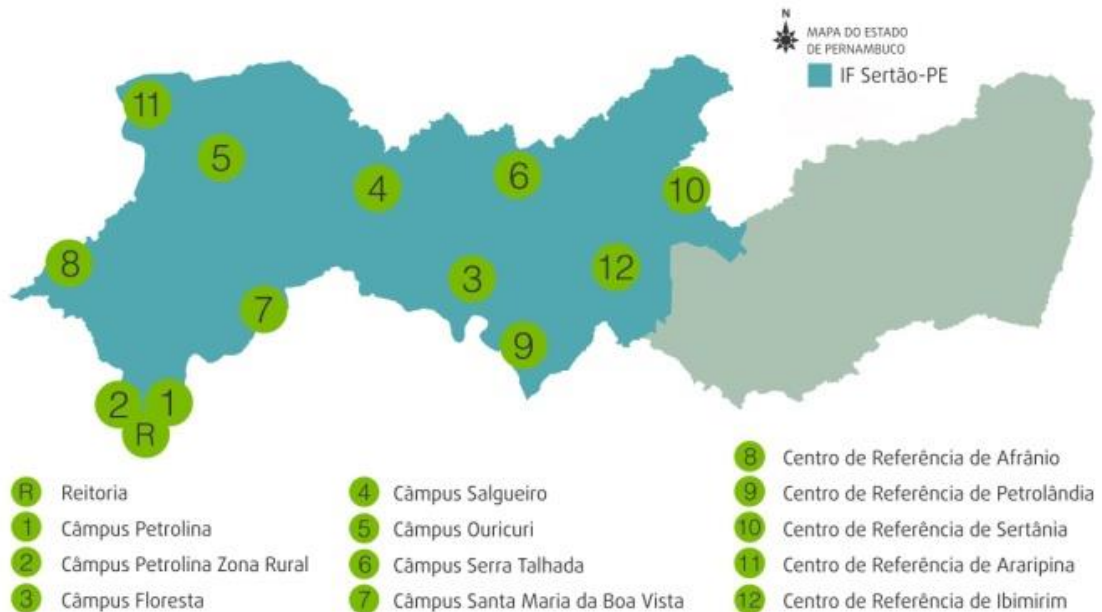 N
MAPA DO ESTADO
DE PERNAMBUCO
IF Sertão-PE
11
5
4
6
10
8
7
3
12
9
2
1
R
R Reitoria
1 Câmpus Petrolina
2 Câmpus Petrolina Zona Rural
3 Câmpus Floresta
4 Câmpus Salgueiro
5 Câmpus Ouricuri
6 Câmpus Serra Talhada
7 Câmpus Santa Maria da Boa Vista
8 Centro de Referência de Afrânio
9 Centro de Referência de Petrolândia
10 Centro de Referência de Sertânia
11 Centro de Referência de Araripina
12 Centro de Referência de Ibimirim